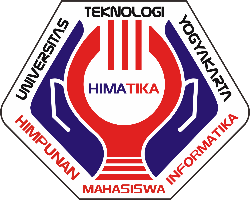 UNIVERSITAS
TEKNOLOGI
YOGYAKARTA
HIMATIKA
HIMPUNAN
MAHASISWA
INFORMATIKA